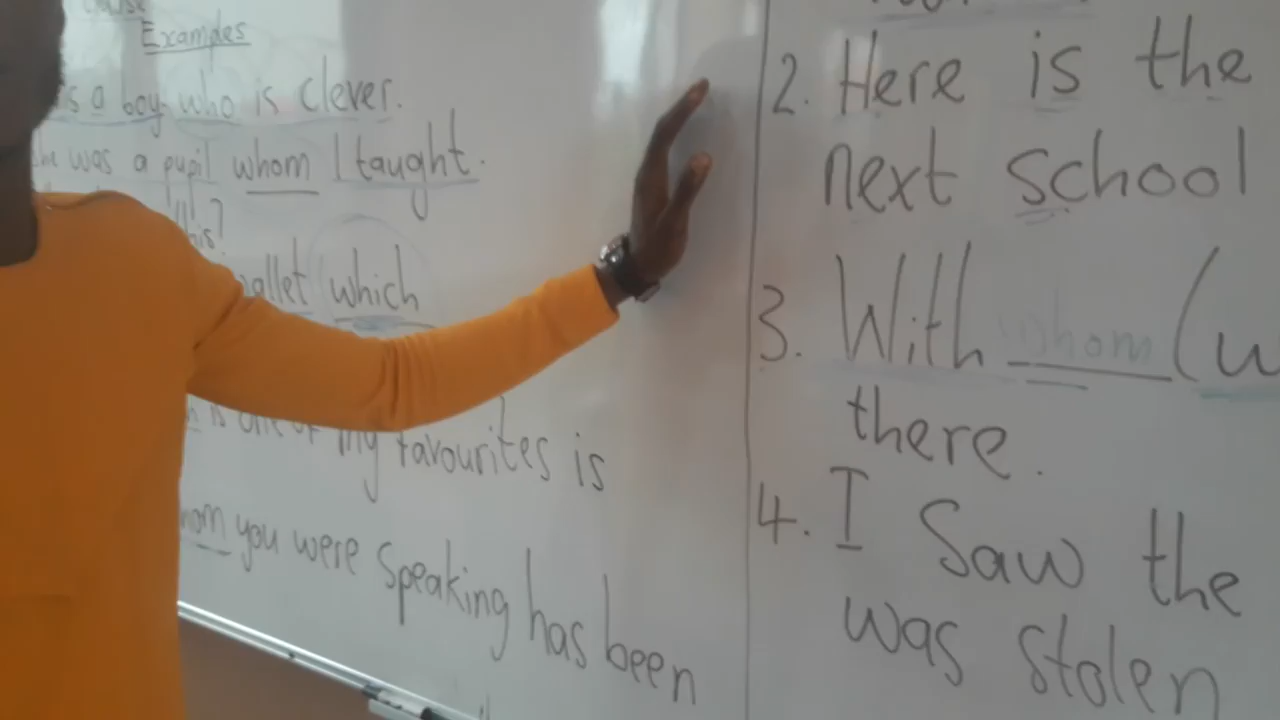 Examples
s a boy who is clever.
he was a pupil whom I taught.
this?
wallet which
is one of my favourites is
whom you were speaking has been
2. Here is the
next school
3. With whom (w
there.
4. I Saw the
was stolen